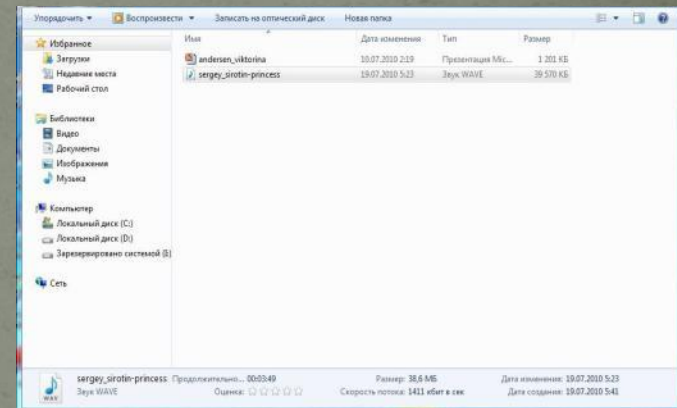 Упорядочить Воспроизвести Записать на оптический диск Новая папка
Имя Дата изменения Тип Размер
Избранное
Загрузки
Недавние места
Рабочий стол
Библиотеки
Видео
Документы
Изображения
Музыка
Компьютер
Локальный диск (C:)
Локальный диск (D:)
Зарезервировано системой (E:)
Сеть
andersen_viktorina 10.07.2010 2:19 Презентация Mic... 1 201 КБ
sergey_sirotin-princess 19.07.2010 5:23 Звук WAVE 39 570 КБ
WAV
sergey_sirotin-princess Продолжительно... 00:03:49 Размер: 38,6 МБ Дата изменения: 19.07.2010 5:23
Звук WAVE Оценка: Скорость потока: 1411 кбит в сек Дата создания: 19.07.2010 5:41